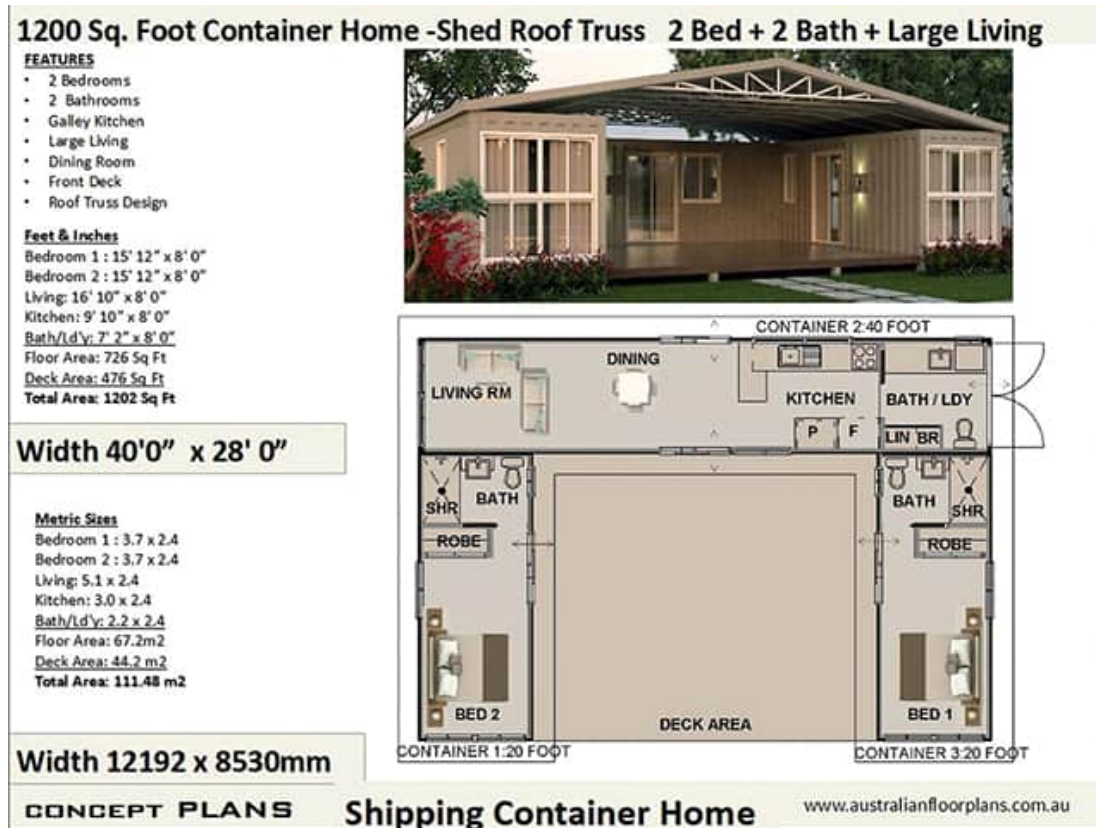 1200 Sq. Foot Container Home -Shed Roof Truss 2 Bed + 2 Bath + Large Living
FEATURES
• 2 Bedrooms
• 2 Bathrooms
• Galley Kitchen
• Large Living
• Dining Room
• Front Deck
• Roof Truss Design
Feet & Inches
Bedroom 1 : 15' 12" x 8' 0"
Bedroom 2 : 15' 12" x 8' 0"
Living: 16' 10" x 8' 0"
Kitchen: 9' 10" x 8' 0"
Bath/Ld'y: 7' 2" x 8' 0"
Floor Area: 726 Sq Ft
Deck Area: 476 Sq Ft
Total Area: 1202 Sq Ft
Width 40'0" x 28' 0"
Metric Sizes
Bedroom 1 : 3.7 x 2.4
Bedroom 2 : 3.7 x 2.4
Living: 5.1 x 2.4
Kitchen: 3.0 x 2.4
Bath/Ld'y: 2.2 x 2.4
Floor Area: 67.2m2
Deck Area: 44.2 m2
Total Area: 111.48 m2
Width 12192 x 8530mm
CONTAINER 2:40 FOOT
DINING
LIVING RM
KITCHEN
BATH / LDY
P
F
LIN BR
SHR
BATH
ROBE
BATH
SHR
ROBE
BED 2
DECK AREA
BED 1
CONTAINER 1:20 FOOT
CONTAINER 3:20 FOOT
CONCEPT PLANS
Shipping Container Home
www.australianfloorplans.com.au